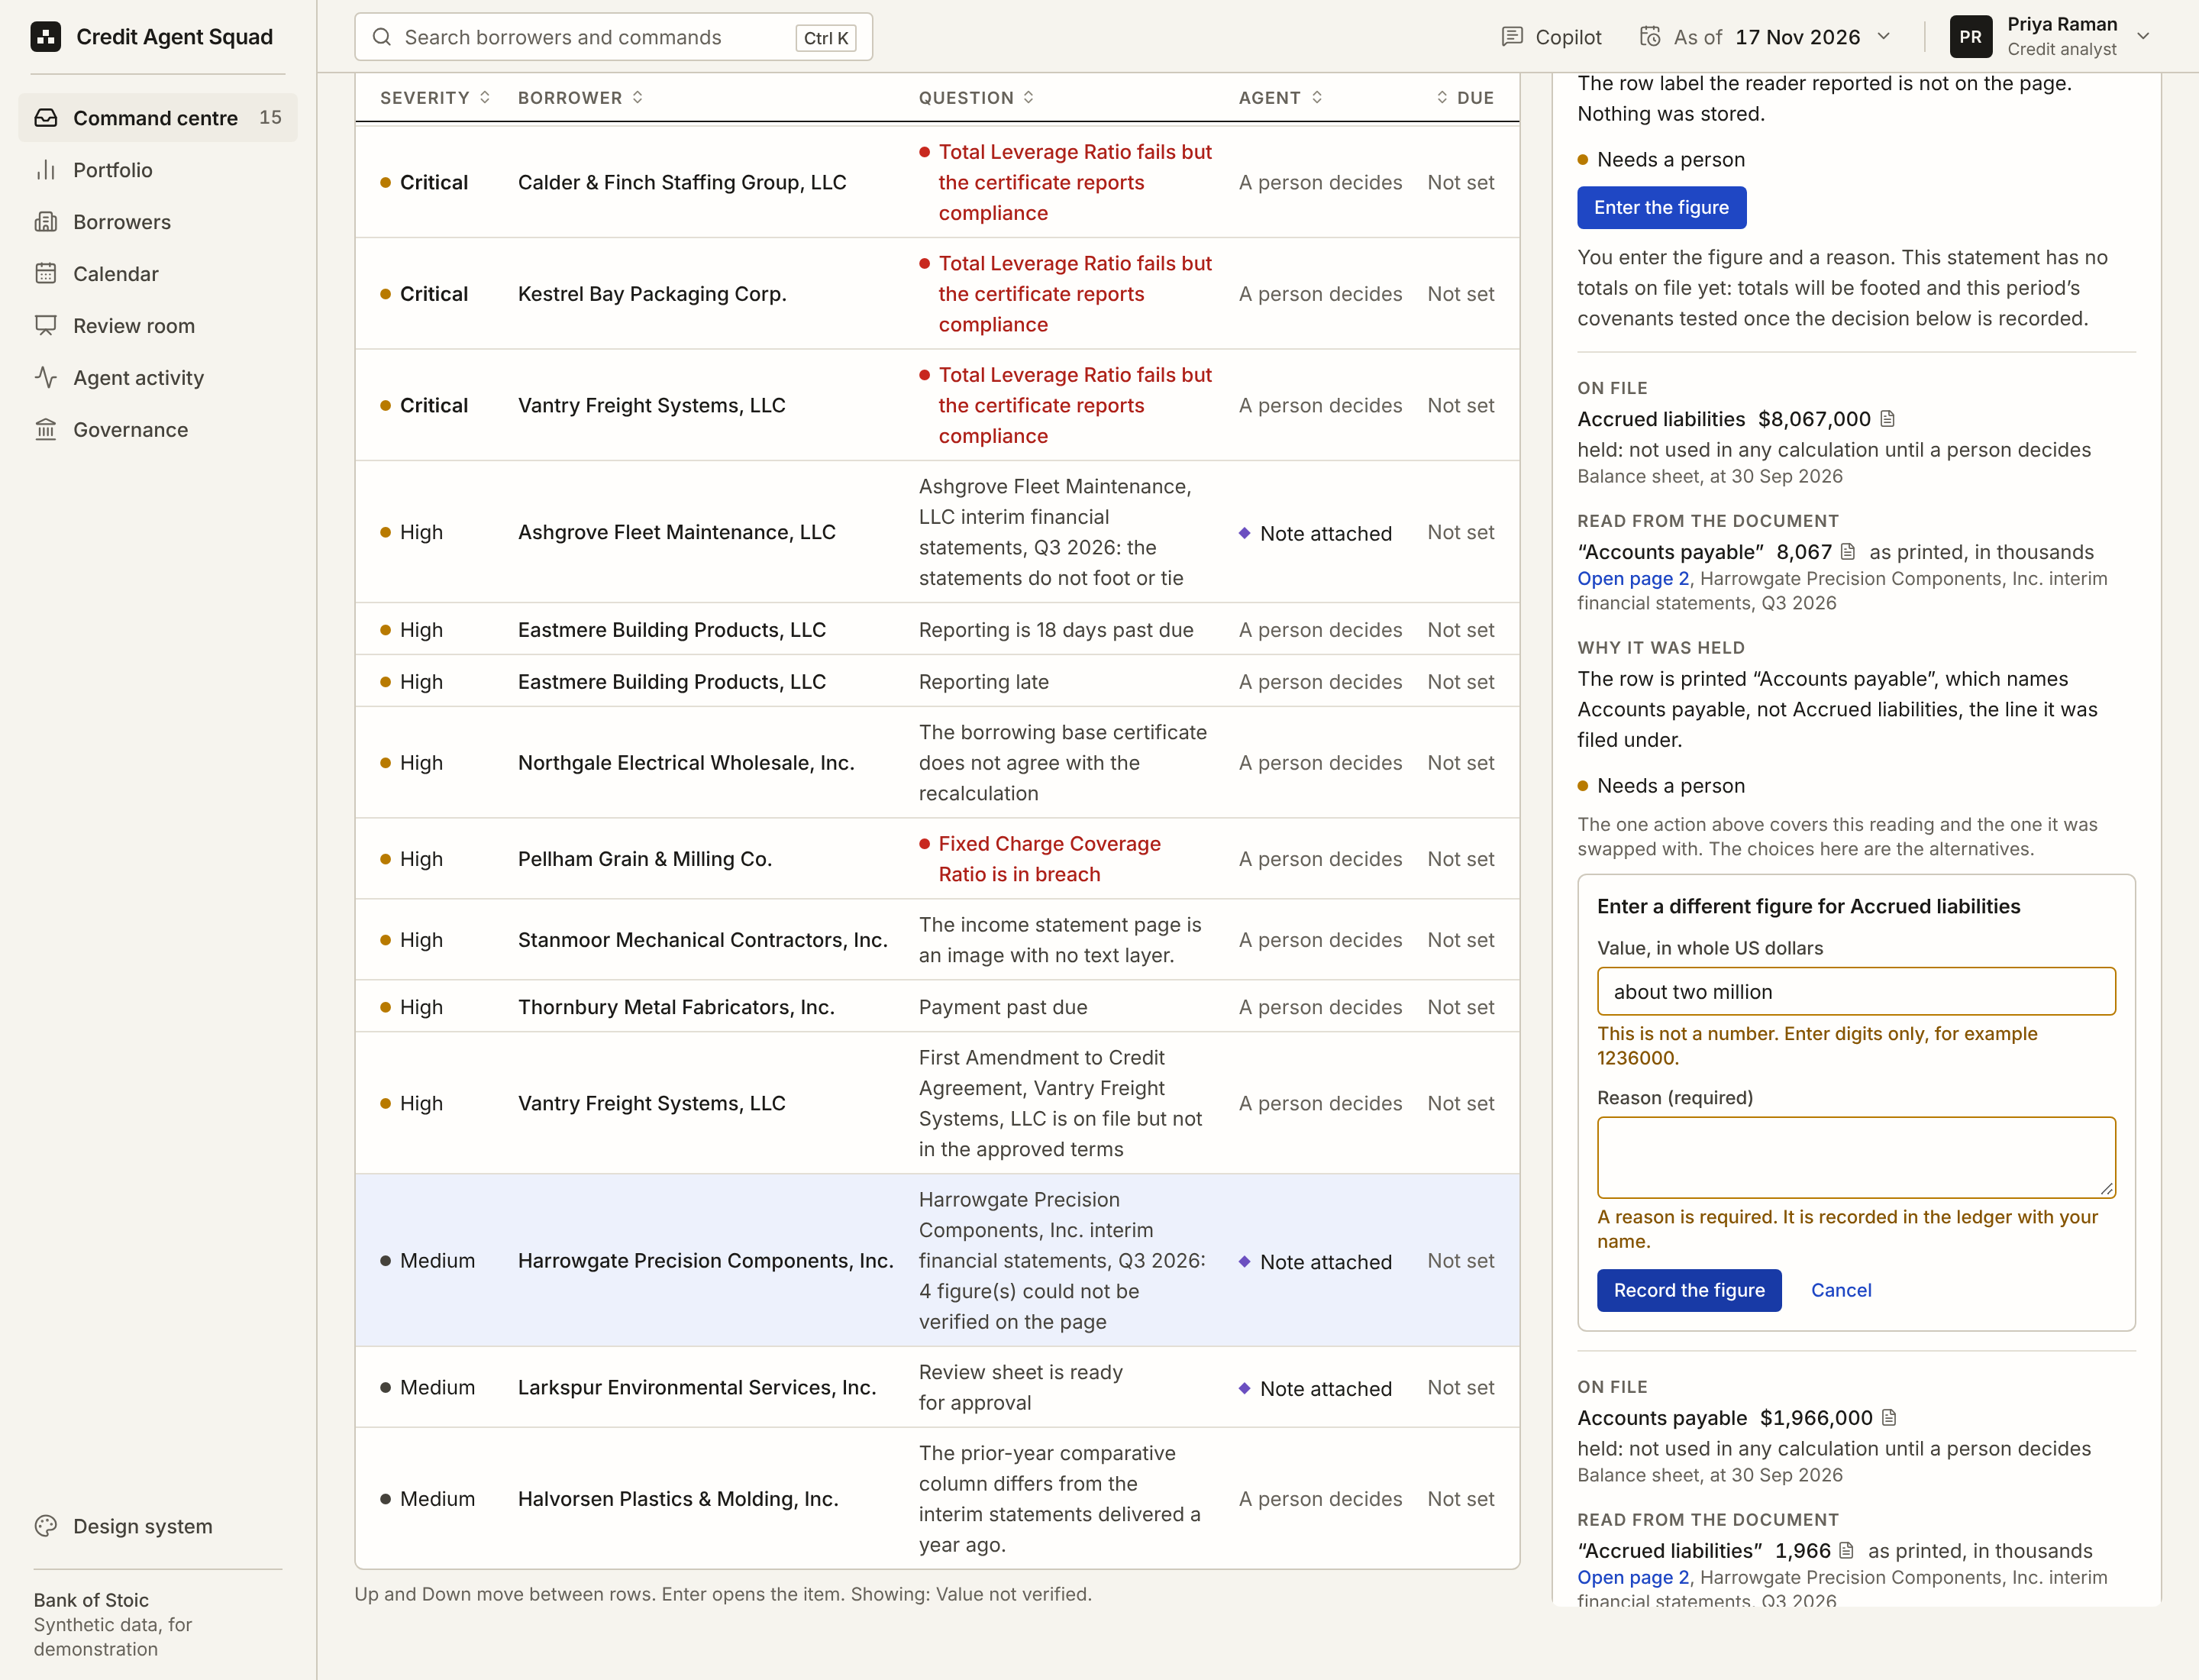 Credit Agent Squad
Search borrowers and commands
Ctrl K
Copilot
As of 17 Nov 2026
PR
Priya Raman
Credit analyst
Command centre 15
Portfolio
Borrowers
Calendar
Review room
Agent activity
Governance
Design system
Bank of Stoic
Synthetic data, for
demonstration
SEVERITY BORROWER QUESTION AGENT DUE
Critical Calder & Finch Staffing Group, LLC
Total Leverage Ratio fails but
the certificate reports
compliance
A person decides Not set
Critical Kestrel Bay Packaging Corp.
Total Leverage Ratio fails but
the certificate reports
compliance
A person decides Not set
Critical Vantry Freight Systems, LLC
Total Leverage Ratio fails but
the certificate reports
compliance
A person decides Not set
High Ashgrove Fleet Maintenance, LLC
Ashgrove Fleet Maintenance,
LLC interim financial
statements, Q3 2026: the
statements do not foot or tie
Note attached Not set
High Eastmere Building Products, LLC Reporting is 18 days past due A person decides Not set
High Eastmere Building Products, LLC Reporting late A person decides Not set
High Northgale Electrical Wholesale, Inc.
The borrowing base certificate
does not agree with the
recalculation
A person decides Not set
High Pellham Grain & Milling Co.
Fixed Charge Coverage
Ratio is in breach
A person decides Not set
High Stanmoor Mechanical Contractors, Inc.
The income statement page is
an image with no text layer.
A person decides Not set
High Thornbury Metal Fabricators, Inc. Payment past due A person decides Not set
High Vantry Freight Systems, LLC
First Amendment to Credit
Agreement, Vantry Freight
Systems, LLC is on file but not
in the approved terms
A person decides Not set
Medium Harrowgate Precision Components, Inc.
Harrowgate Precision
Components, Inc. interim
financial statements, Q3 2026:
4 figure(s) could not be
verified on the page
Note attached Not set
Medium Larkspur Environmental Services, Inc.
Review sheet is ready
for approval
Note attached Not set
Medium Halvorsen Plastics & Molding, Inc.
The prior-year comparative
column differs from the
interim statements delivered a
year ago.
A person decides Not set
Up and Down move between rows. Enter opens the item. Showing: Value not verified.
The row label the reader reported is not on the page.
Nothing was stored.
Needs a person
Enter the figure
You enter the figure and a reason. This statement has no
totals on file yet: totals will be footed and this period’s
covenants tested once the decision below is recorded.
ON FILE
Accrued liabilities $8,067,000
held: not used in any calculation until a person decides
Balance sheet, at 30 Sep 2026
READ FROM THE DOCUMENT
“Accounts payable” 8,067 as printed, in thousands
Open page 2, Harrowgate Precision Components, Inc. interim
financial statements, Q3 2026
WHY IT WAS HELD
The row is printed “Accounts payable”, which names
Accounts payable, not Accrued liabilities, the line it was
filed under.
Needs a person
The one action above covers this reading and the one it was
swapped with. The choices here are the alternatives.
Enter a different figure for Accrued liabilities
Value, in whole US dollars
about two million
This is not a number. Enter digits only, for example
1236000.
Reason (required)
A reason is required. It is recorded in the ledger with your
name.
Record the figure
Cancel
ON FILE
Accounts payable $1,966,000
held: not used in any calculation until a person decides
Balance sheet, at 30 Sep 2026
READ FROM THE DOCUMENT
“Accrued liabilities” 1,966 as printed, in thousands
Open page 2, Harrowgate Precision Components, Inc. interim
financial statements, Q3 2026